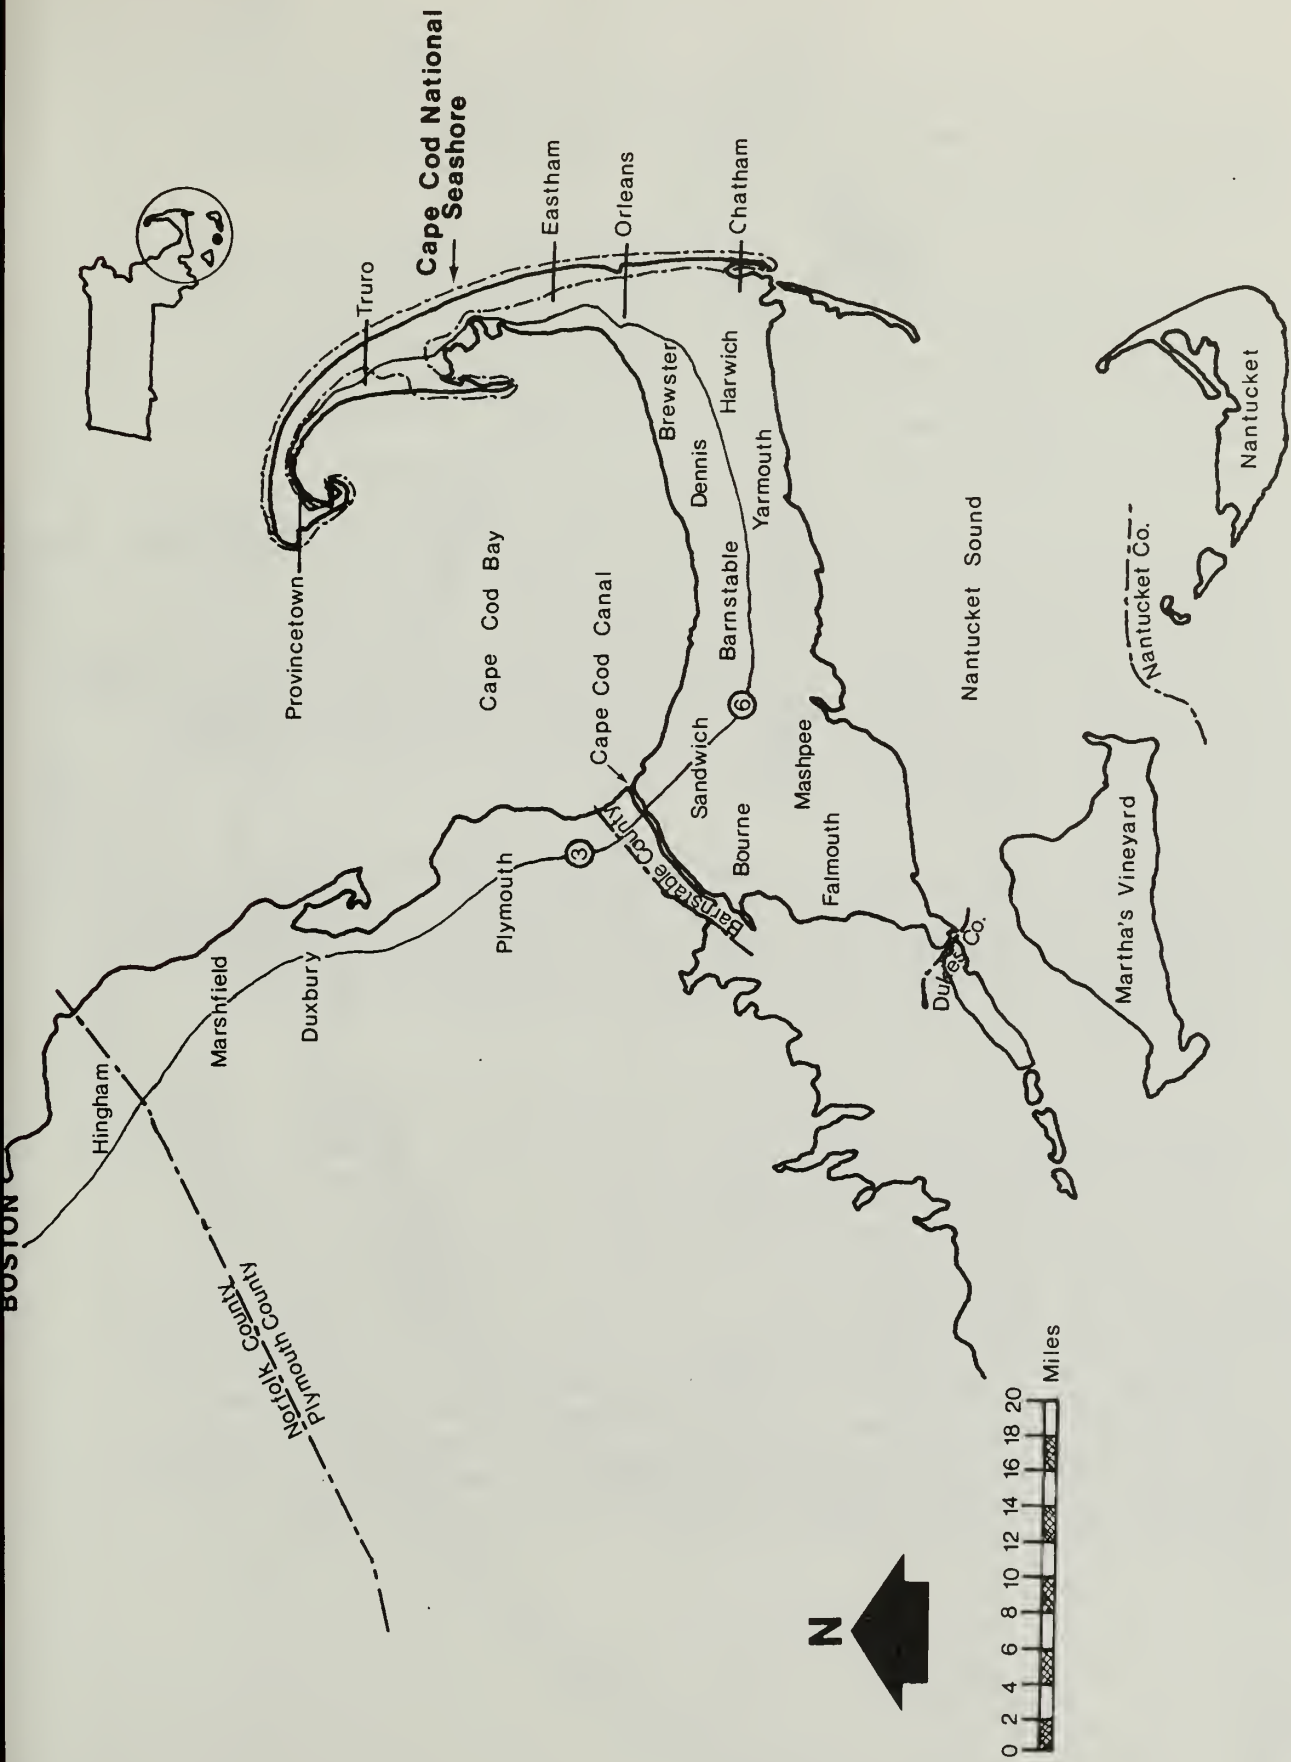 BOSTON
Hingham
Norfolk County
Plymouth County
Marshfield
Duxbury
Plymouth
3
Provincetown
Truro
Cape Cod National
Seashore
Cape Cod Bay
Eastham
Orleans
Cape Cod Canal
Barnstable County
Brewster
Sandwich
Dennis
Harwich
Chatham
Bourne
6
Barnstable
Yarmouth
Mashpee
Falmouth
Nantucket Sound
Dukes Co.
Martha's Vineyard
Nantucket Co.
Nantucket
N
0 2 4 6 8 10 12 14 16 18 20
Miles